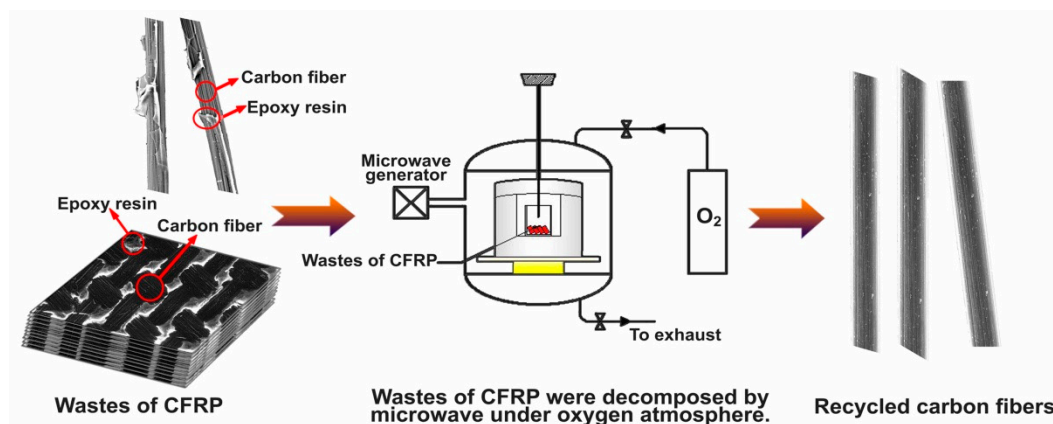 Carbon fiber
Epoxy resin
Epoxy resin
Carbon fiber
Wastes of CFRP
Microwave
generator
Wastes of CFRP
O₂
To exhaust
Wastes of CFRP were decomposed by
microwave under oxygen atmosphere.
Recycled carbon fibers